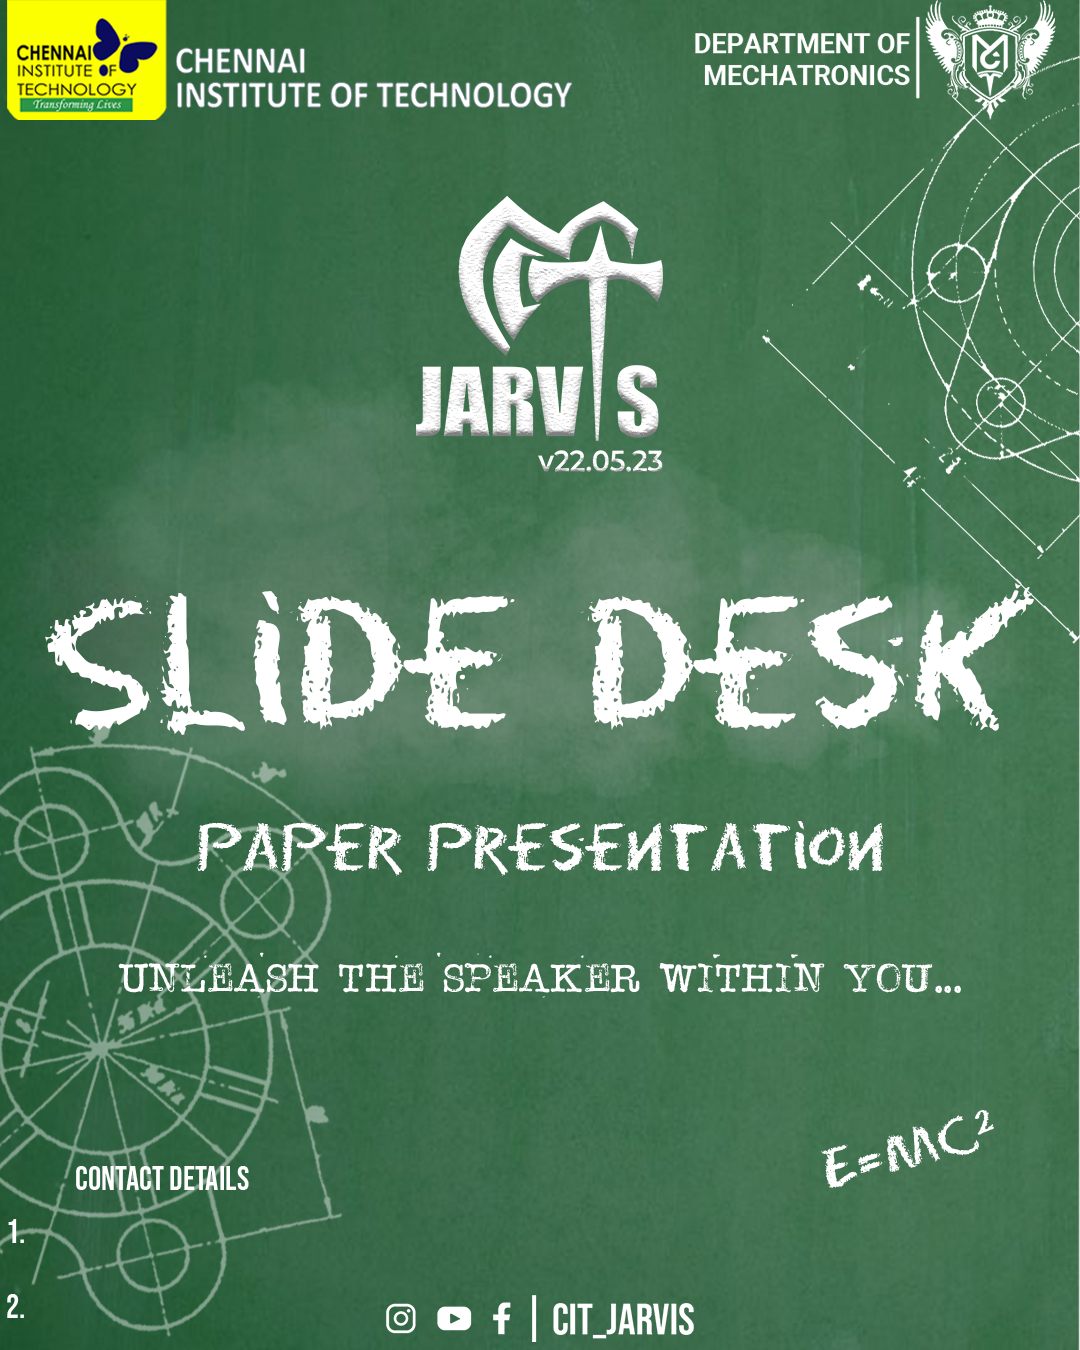 CHENNAI
INSTITUTE OF
TECHNOLOGY
Transforming Lives
CHENNAI
INSTITUTE OF TECHNOLOGY
DEPARTMENT OF
MECHATRONICS
JARVIS
v22.05.23
SLiDE DESK
PAPER PRESENTATiON
UNLEASH THE SPEAKER WITHIN YOU...
E=MC²
CONTACT DETAILS
1.
2.
CIT_JARVIS